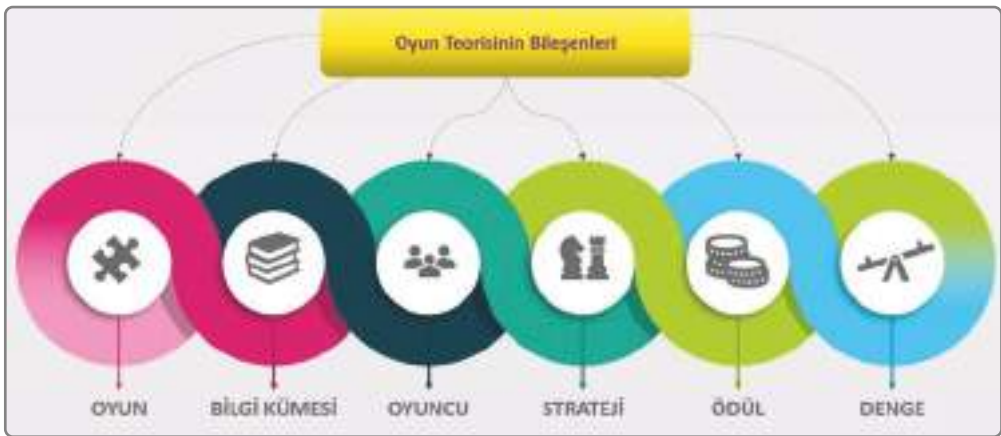 Oyun Teorisinin Bileşenleri
OYUN
BİLGİ KÜMESİ
OYUNCU
STRATEJİ
ÖDÜL
DENGE